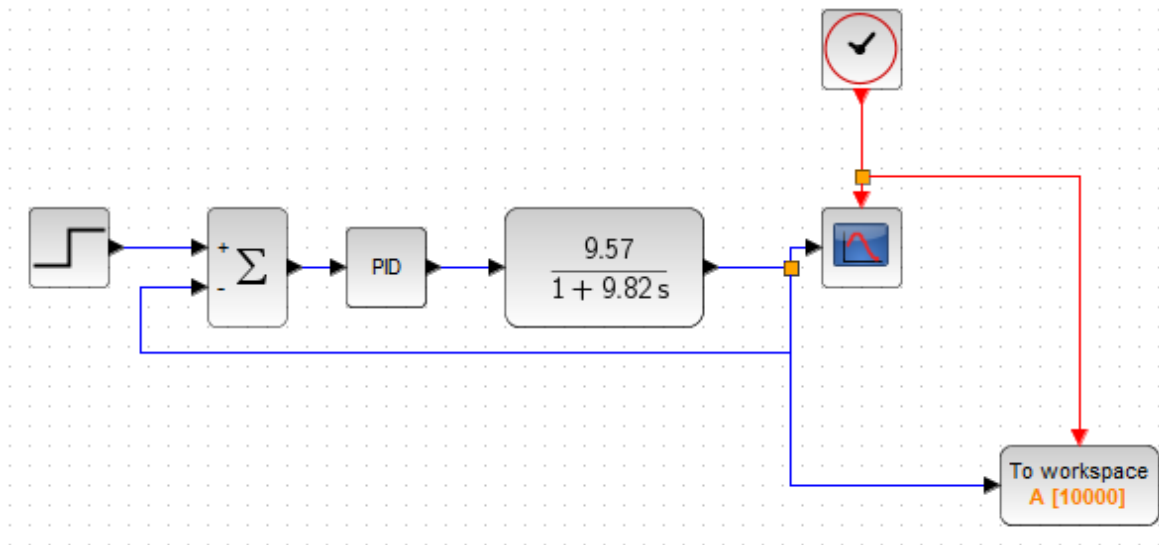 +
-
Σ
PID
9.57
1 + 9.82 s
To workspace
A [10000]